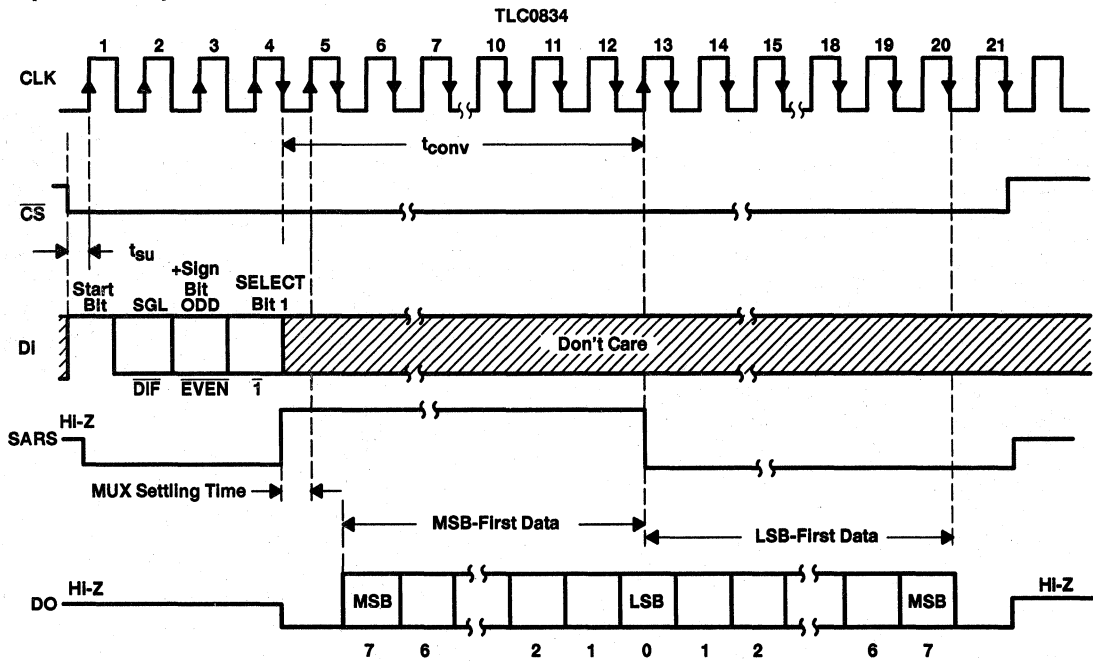 TLC0834
1 2 3 4 5 6 7 10 11 12 13 14 15 18 19 20 21
CLK
tconv
CS
tsu
Start Bit
SGL
+Sign Bit ODD
SELECT Bit 1
DI
Don't Care
DIF
EVEN
1
Hi-Z
SARS
MUX Settling Time
MSB-First Data
LSB-First Data
Hi-Z
DO
MSB
LSB
MSB
Hi-Z
7 6 2 1 0 1 2 6 7